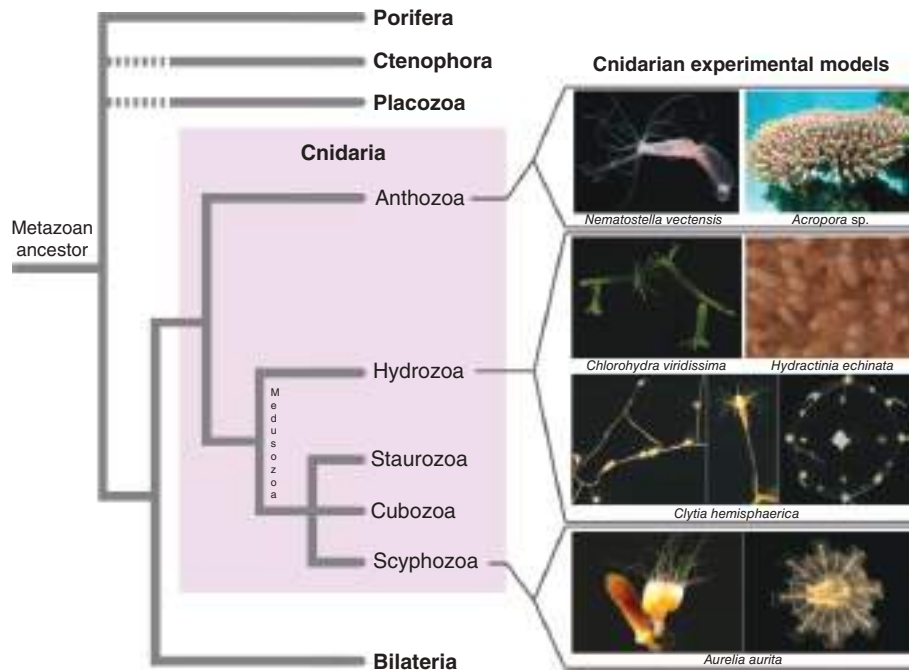 Porifera
Ctenophora
Placozoa
Cnidarian experimental models
Cnidaria
Anthozoa
Metazoan
ancestor
Nematostella vectensis
Acropora sp.
Hydrozoa
Medusozoa
Chlorohydra viridissima
Hydractinia echinata
Staurozoa
Cubozoa
Clytia hemisphaerica
Scyphozoa
Bilateria
Aurelia aurita